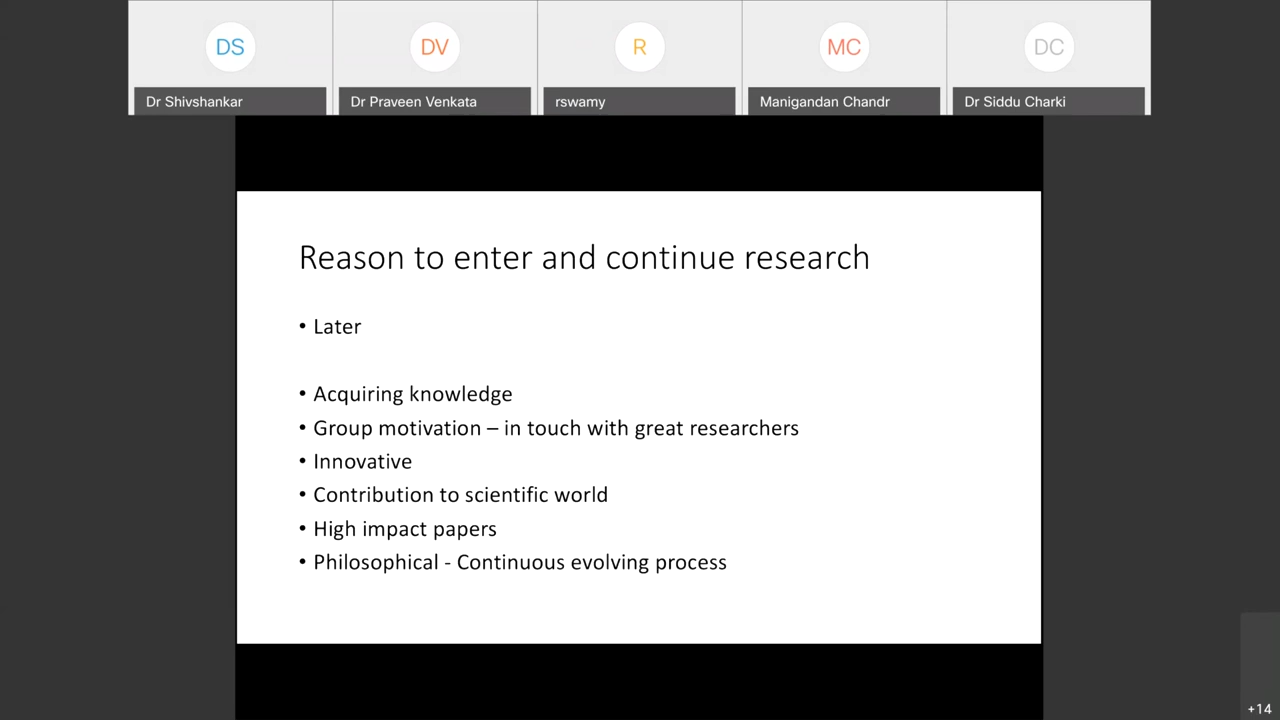 DS
DV
R
MC
DC
Dr Shivshankar
Dr Praveen Venkata
rswamy
Manigandan Chandr
Dr Siddu Charki
Reason to enter and continue research
• Later
• Acquiring knowledge
• Group motivation – in touch with great researchers
• Innovative
• Contribution to scientific world
• High impact papers
• Philosophical - Continuous evolving process
+14